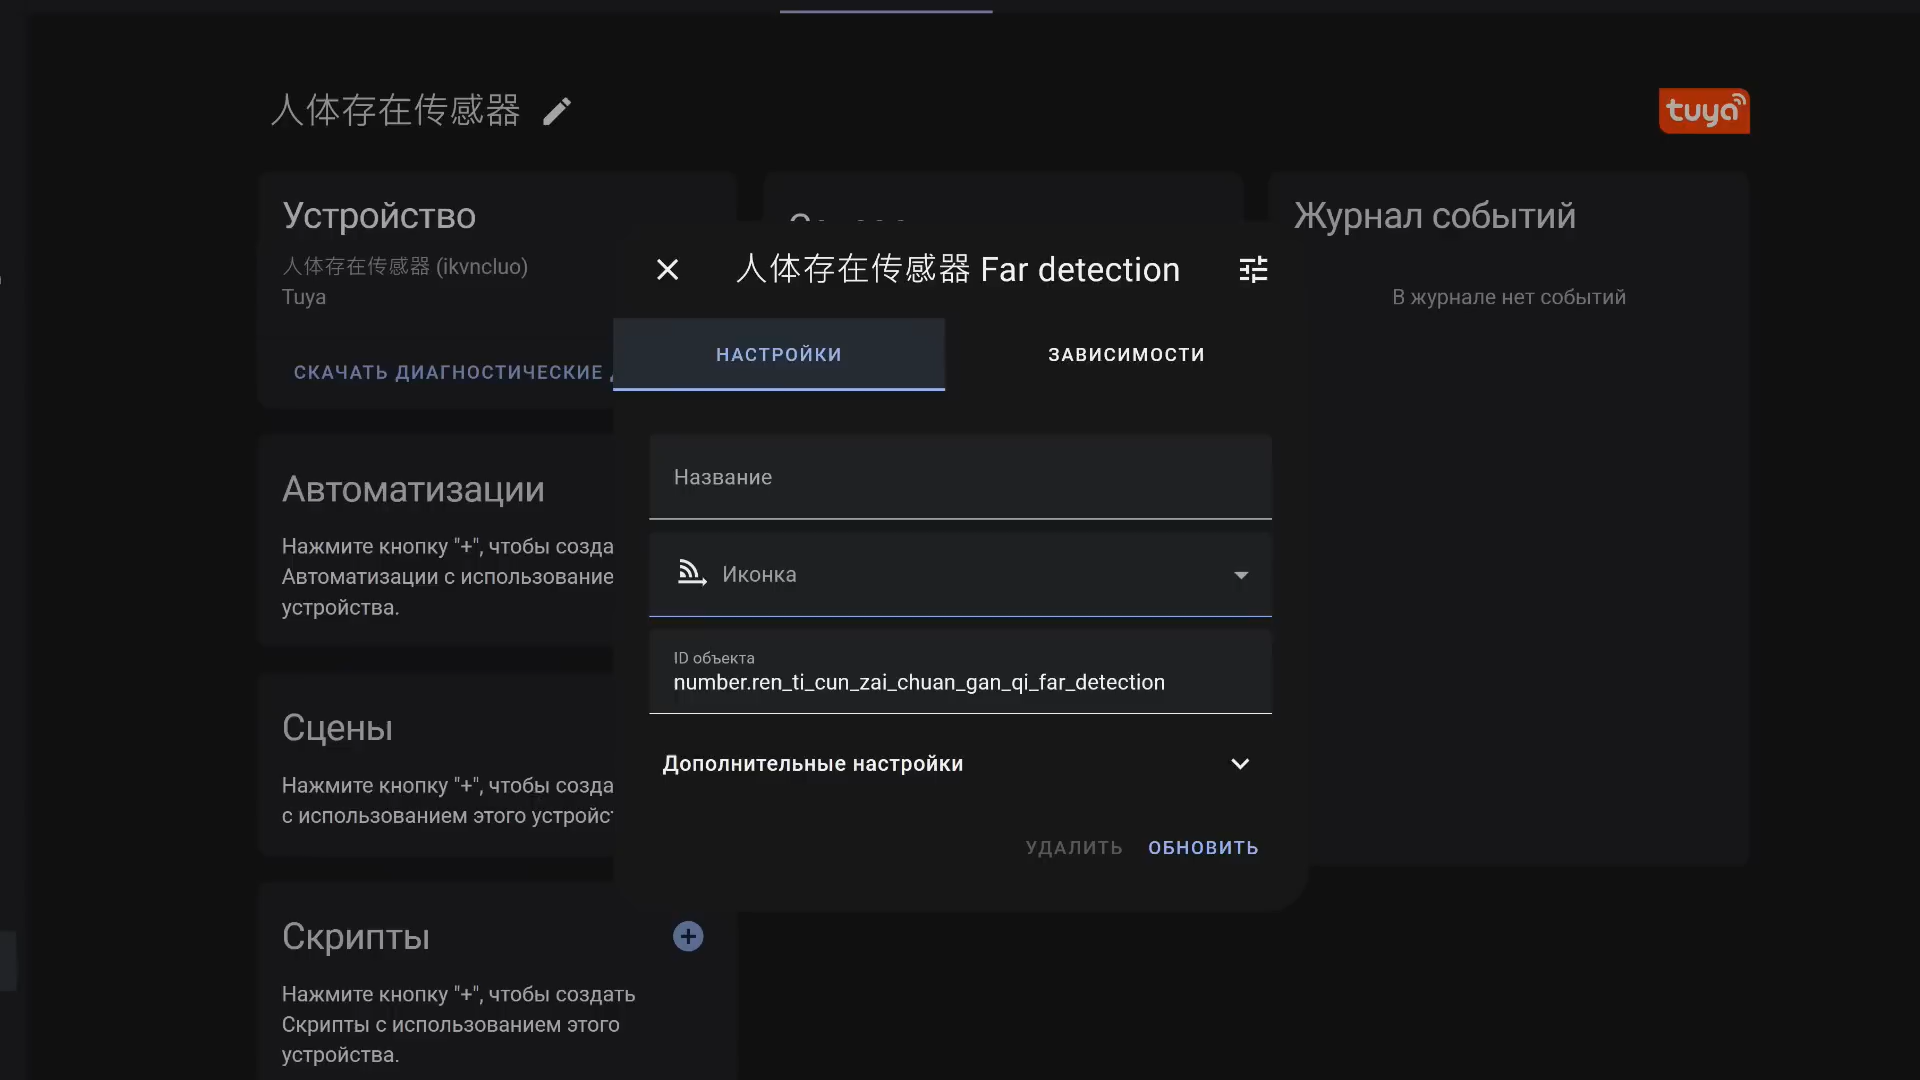 人体存在传感器
tuya
Устройство
人体存在传感器 (ikvncluo)
Tuya
СКАЧАТЬ ДИАГНОСТИЧЕСКИЕ
Журнал событий
В журнале нет событий
人体存在传感器 Far detection
НАСТРОЙКИ
ЗАВИСИМОСТИ
Название
Иконка
ID объекта
number.ren_ti_cun_zai_chuan_gan_qi_far_detection
Дополнительные настройки
УДАЛИТЬ
ОБНОВИТЬ
Автоматизации
Нажмите кнопку "+", чтобы созда
Автоматизации с использование
устройства.
Сцены
Нажмите кнопку "+", чтобы созда
с использованием этого устройс
Скрипты
Нажмите кнопку "+", чтобы создать
Скрипты с использованием этого
устройства.